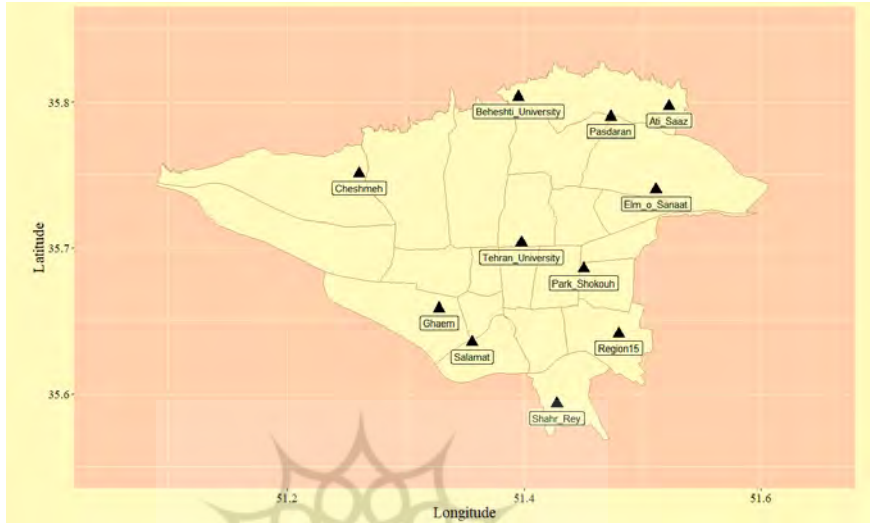 35.8
Beheshti_University
Pasdaran
Ati_Saaz
Cheshmeh
Elm_o_Sanaat
Latitude
35.7
Tehran_University
Park_Shokouh
Ghaem
Salamat
Region15
35.6
Shahr_Rey
51.2
51.4
51.6
Longitude